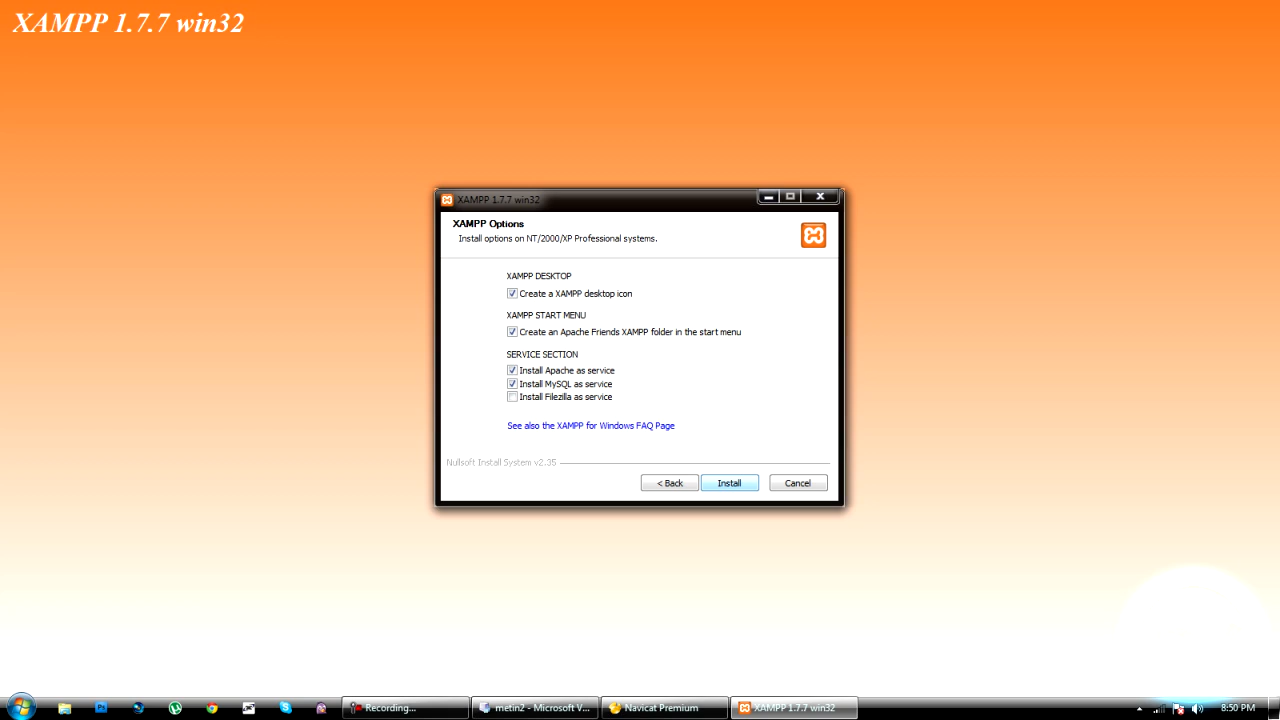 XAMPP 1.7.7 win32
XAMPP 1.7.7 win32
XAMPP Options
Install options on NT/2000/XP Professional systems.
XAMPP DESKTOP
Create a XAMPP desktop icon
XAMPP START MENU
Create an Apache Friends XAMPP folder in the start menu
SERVICE SECTION
Install Apache as service
Install MySQL as service
Install Filezilla as service
See also the XAMPP for Windows FAQ Page
Nullsoft Install System v2.35
< Back Install Cancel
Recording... metin2 - Microsoft V... Navicat Premium XAMPP 1.7.7 win32 8:50 PM